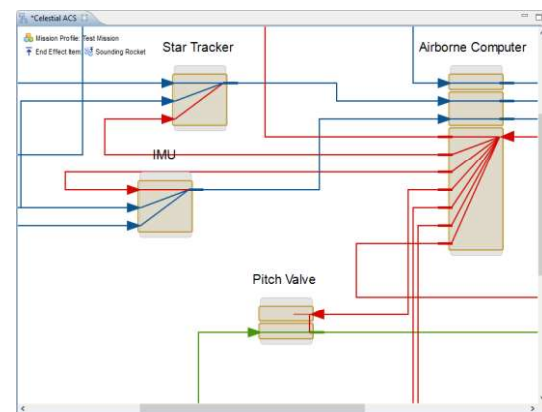 *Celestial ACS
Mission Profile: Test Mission
End Effect Item: Sounding Rocket
Star Tracker
Airborne Computer
IMU
Pitch Valve